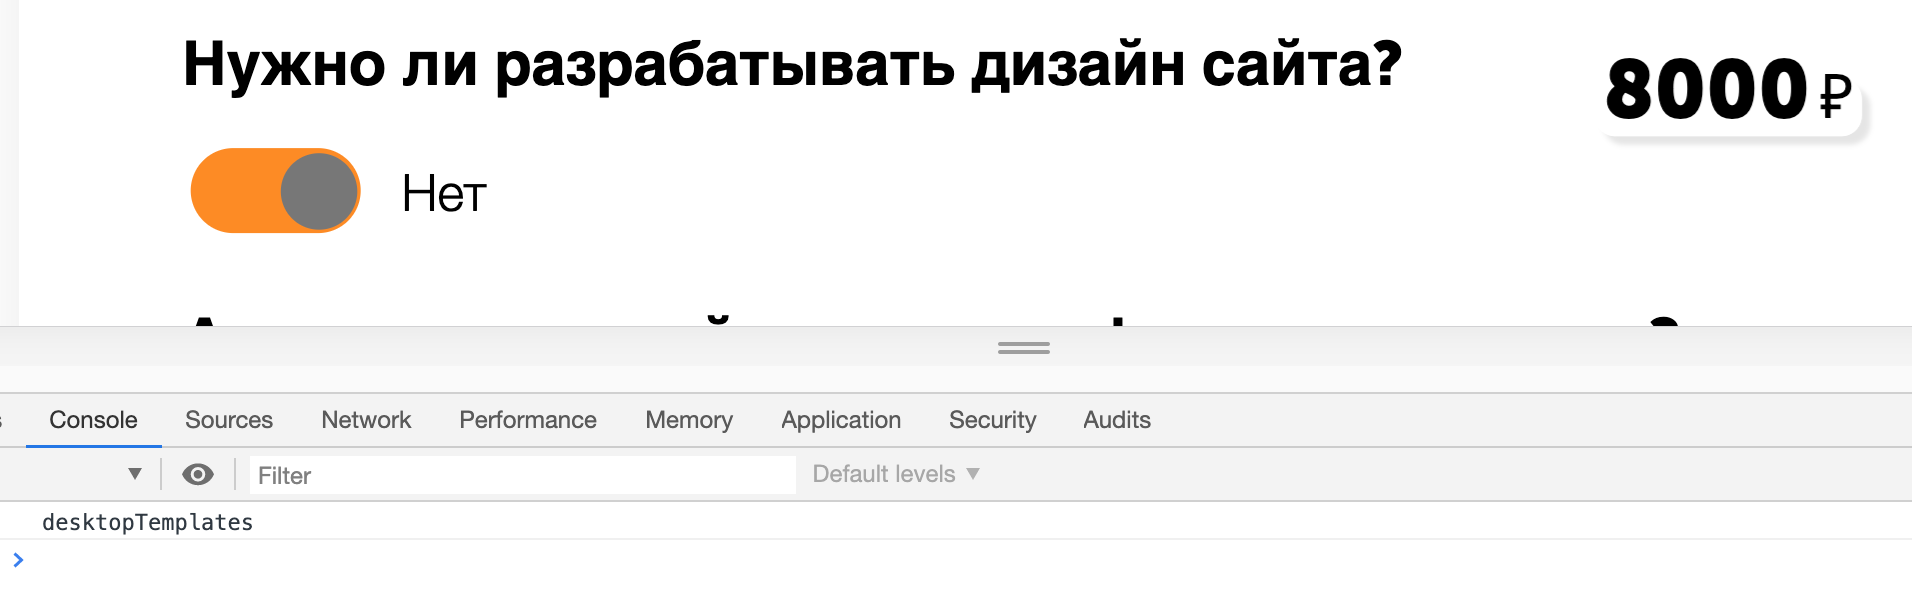 Нужно ли разрабатывать дизайн сайта?
8000 ₽
Нет
Console Sources Network Performance Memory Application Security Audits
Filter Default levels ▼
desktopTemplates